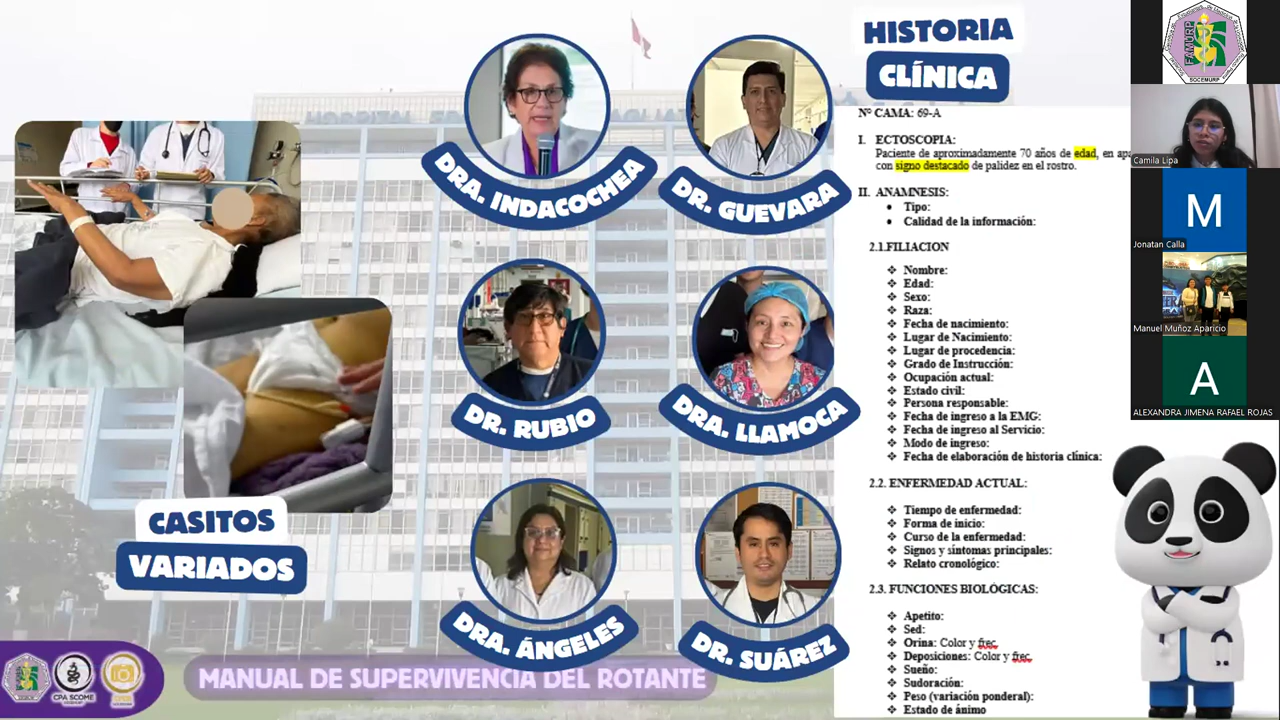 HISTORIA
CLÍNICA
DRA. INDACOCHEA
DR. GUEVARA
DR. RUBIO
DRA. LLAMOCA
DRA. ÁNGELES
DR. SUÁREZ
CASITOS
VARIADOS
CPA SCOME
ANUAL DE SUPERVIVENCIA DEL ROTANTE
N° CAMA: 69-A
I. ECTOSCOPIA:
Paciente de aproximadamente 70 años de edad, en
con signo destacado de palidez en el rostro.
II. ANAMNESIS:
• Tipo:
• Calidad de la información:
2.1.FILIACION
❖ Nombre:
❖ Edad:
❖ Sexo:
❖ Raza:
❖ Fecha de nacimiento:
❖ Lugar de Nacimiento:
❖ Lugar de procedencia:
❖ Grado de Instrucción:
❖ Ocupación actual:
❖ Estado civil:
❖ Persona responsable:
❖ Fecha de ingreso a la EMG:
❖ Fecha de ingreso al Servicio:
❖ Modo de ingreso:
❖ Fecha de elaboración de historia clínica:
2.2. ENFERMEDAD ACTUAL:
❖ Tiempo de enfermedad:
❖ Forma de inicio:
❖ Curso de la enfermedad:
❖ Signos y síntomas principales:
❖ Relato cronológico:
2.3. FUNCIONES BIOLÓGICAS:
❖ Apetito:
❖ Sed:
❖ Orina: Color y frec.
❖ Deposiciones: Color y frec.
❖ Sueño:
❖ Sudoración:
❖ Peso (variación ponderal):
❖ Estado de ánimo
FAMURP
SOCEMURP
Camila Lipa
M
Jonatan Calla
Manuel Muñoz Aparicio
A
ALEXANDRA JIMENA RAFAEL ROJAS